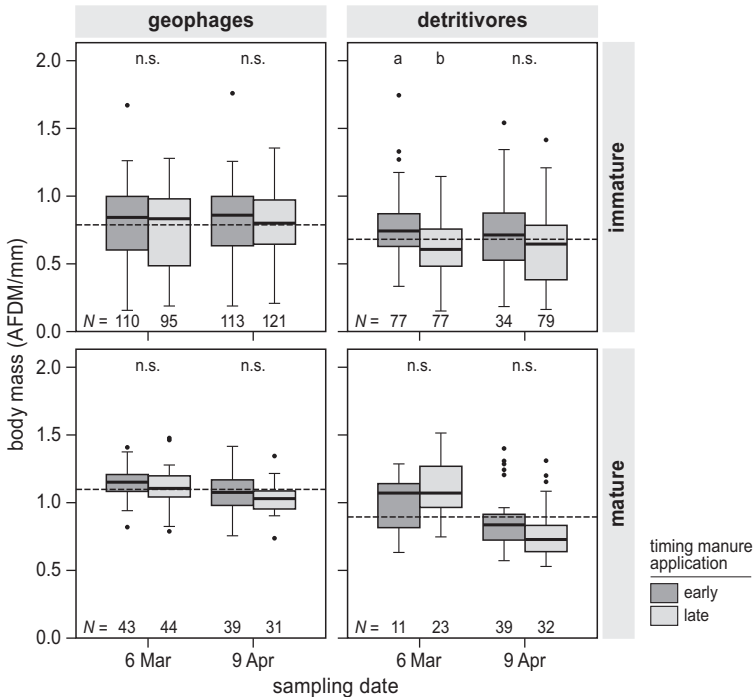 geophages detritivores
2.0 n.s. n.s. a b n.s.
1.5
1.0
0.5
0.0 N = 110 95 113 121 N = 77 77 34 79
immature
body mass (AFDM/mm)
2.0 n.s. n.s. n.s. n.s.
1.5
1.0
0.5
0.0 N = 43 44 39 31 N = 11 23 39 32
mature
6 Mar 9 Apr 6 Mar 9 Apr
sampling date
timing manure
application
early
late